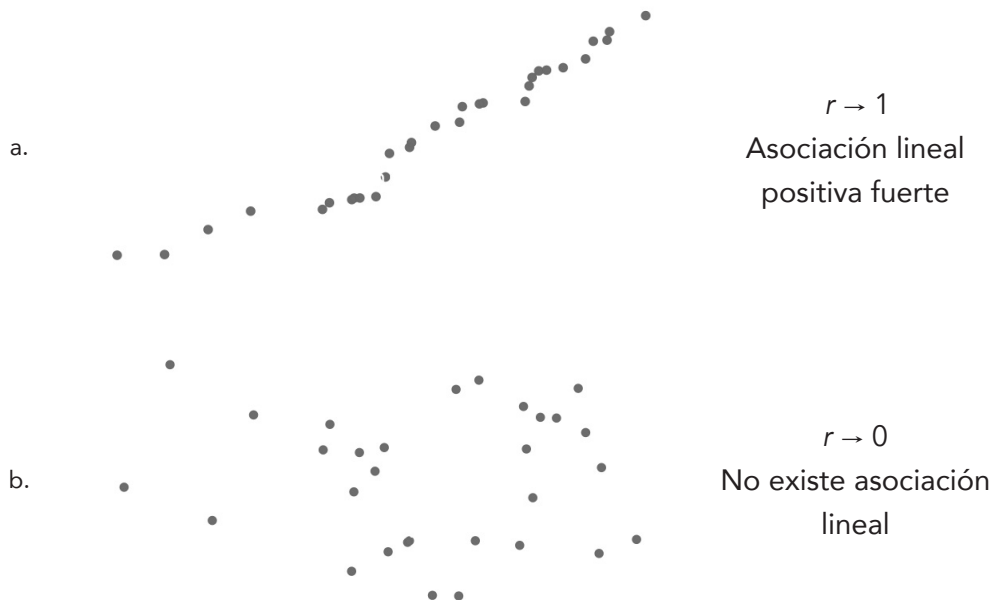 a.
r → 1
Asociación lineal
positiva fuerte
b.
r → 0
No existe asociación
lineal